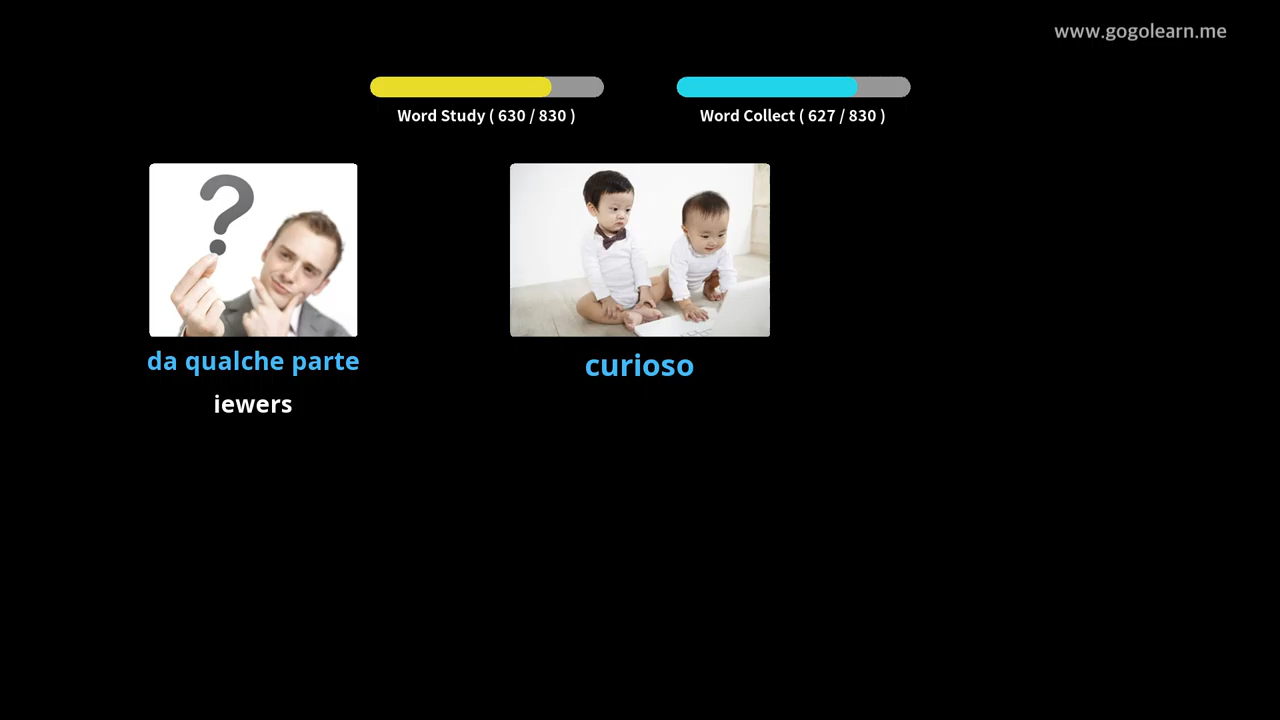 www.gogolearn.me
Word Study ( 630 / 830 )
Word Collect ( 627 / 830 )
da qualche parte
iewers
curioso